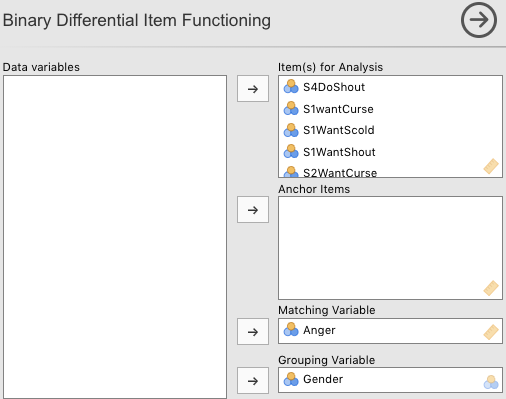 Binary Differential Item Functioning
Data variables
Item(s) for Analysis
S4DoShout
S1wantCurse
S1WantScold
S1WantShout
S2WantCurse
Anchor Items
Matching Variable
Anger
Grouping Variable
Gender